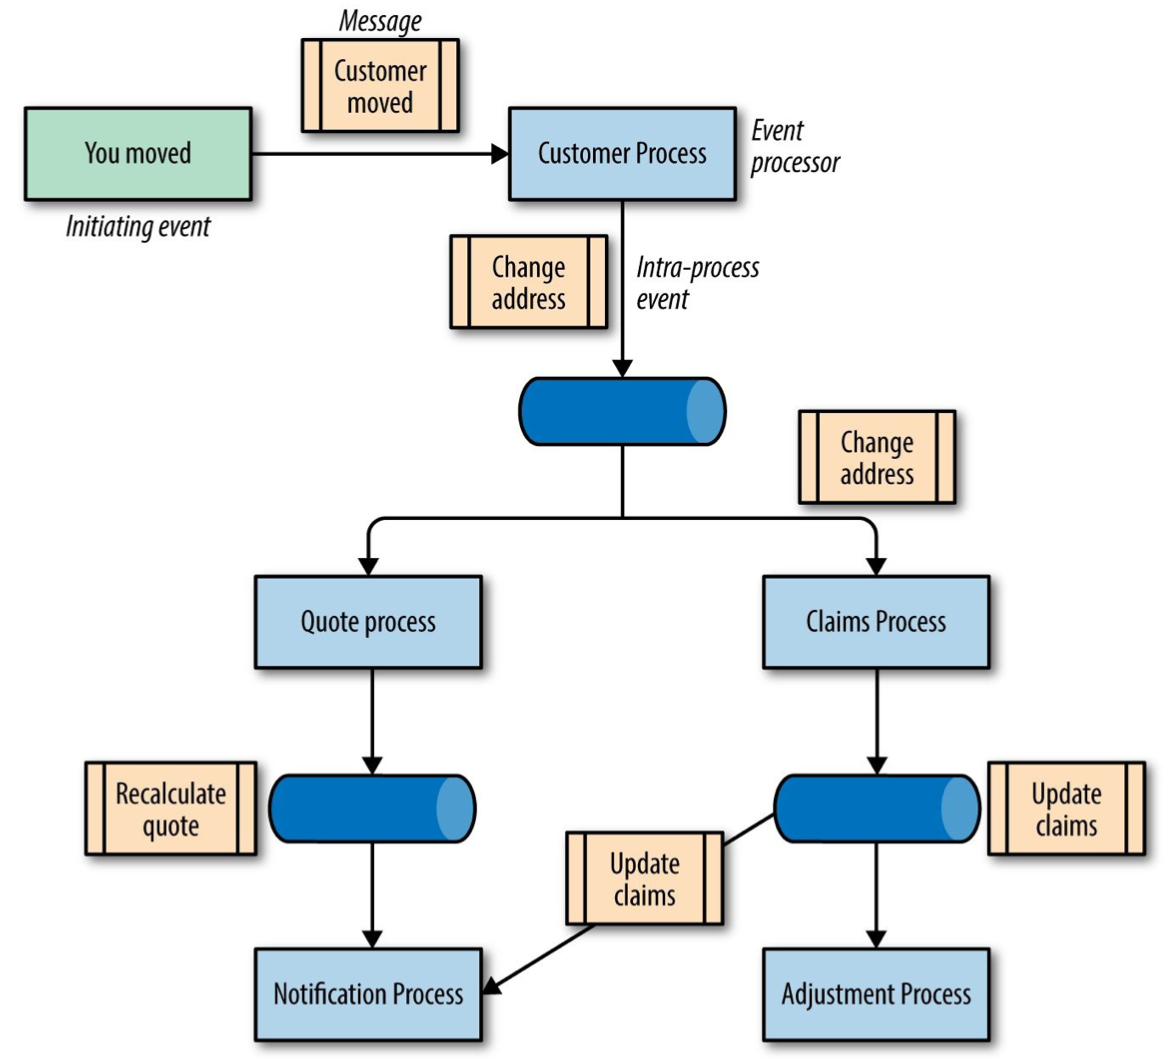 Message
Customer
moved
You moved
Customer Process
Event
processor
Initiating event
Change
address
Intra-process
event
Change
address
Quote process
Claims Process
Recalculate
quote
Update
claims
Update
claims
Notification Process
Adjustment Process